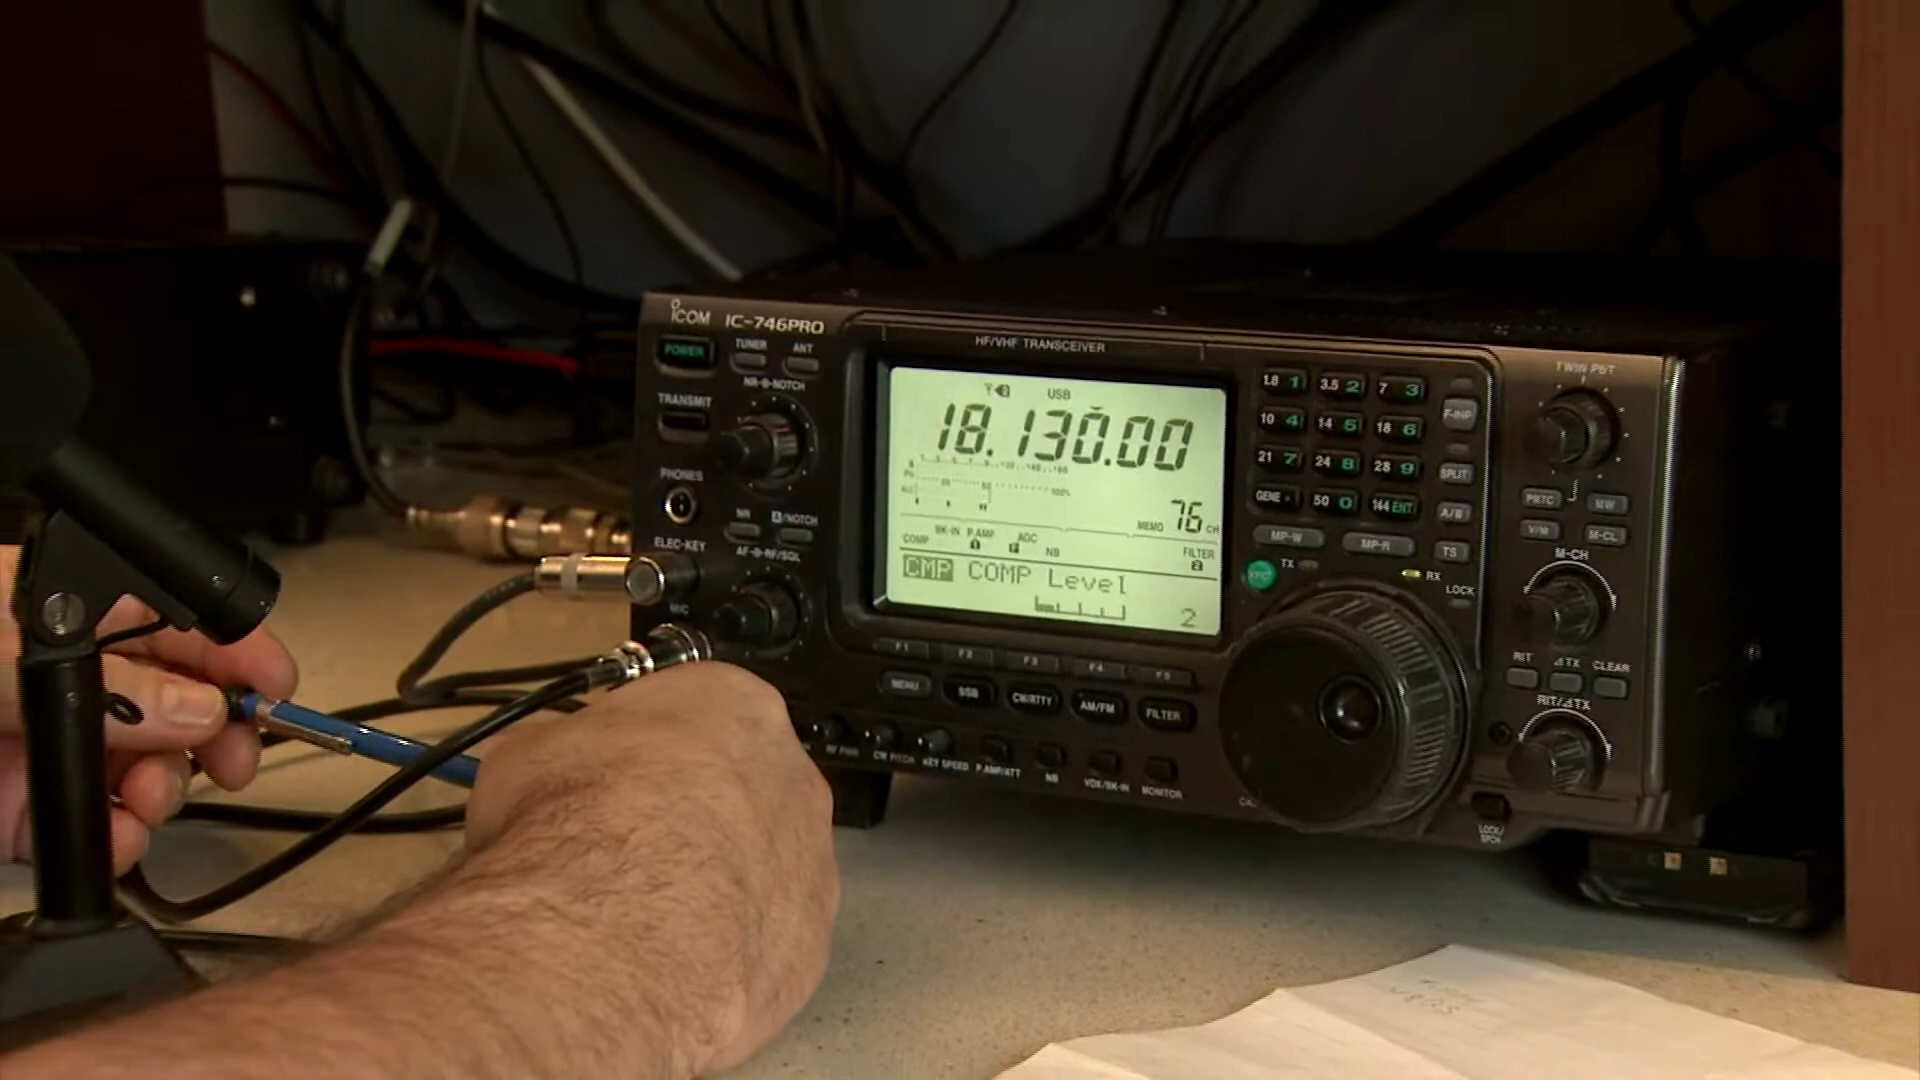 ICOM IC-746PRO
HF/VHF TRANSCEIVER
POWER TUNER ANT
NR-⊙-NOTCH
TRANSMIT
PHONES
NR A/NOTCH
ELEC-KEY AF-⊙-RF/SQL
MIC
USB
18.130.00
MEMO 76 CH
BK-IN P.AMP AGC
COMP NB FILTER
CMP COMP Level
2
1.8 1 3.5 2 7 3
10 4 14 5 18 6
21 7 24 8 28 9
GENE 50 0 144 ENT
F-INP
SPLIT
A/B
MP-W MP-R TS
TX RX
LOCK
TWIN PBT
PBTC MW
V/M M-CL
M-CH
RIT ⊿TX CLEAR
RIT/⊿TX
F1 F2 F3 F4 F5
MENU SSB CW/RTTY AM/FM FILTER
RF PWR CW PITCH KEY SPEED P.AMP/ATT NB VOX/BK-IN MONITOR
LOCK/
SPCH